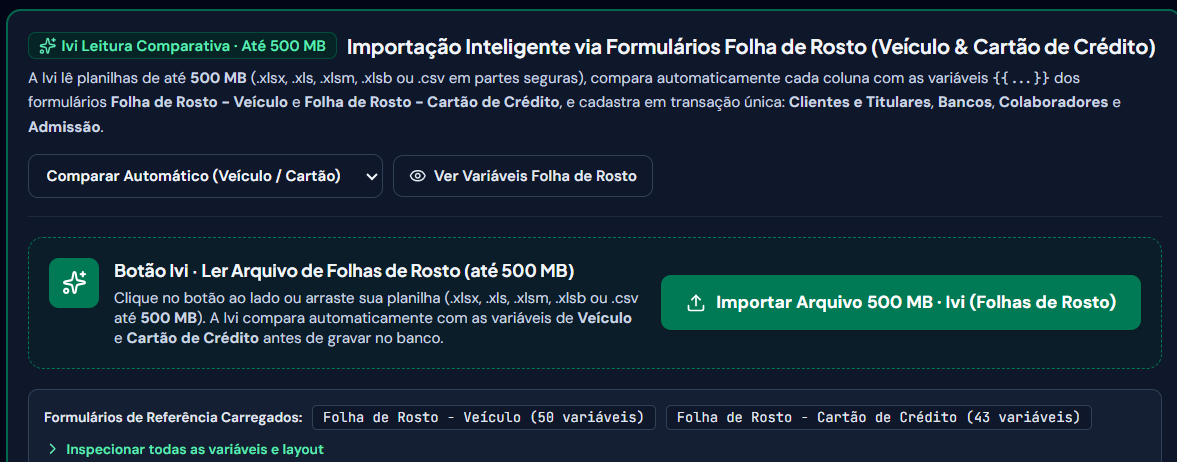 Ivi Leitura Comparativa · Até 500 MB Importação Inteligente via Formulários Folha de Rosto (Veículo & Cartão de Crédito)
A Ivi lê planilhas de até 500 MB (.xlsx, .xls, .xlsm, .xlsb ou .csv em partes seguras), compara automaticamente cada coluna com as variáveis {{...}} dos
formulários Folha de Rosto - Veículo e Folha de Rosto - Cartão de Crédito, e cadastra em transação única: Clientes e Titulares, Bancos, Colaboradores e
Admissão.
Comparar Automático (Veículo / Cartão) Ver Variáveis Folha de Rosto
Botão Ivi · Ler Arquivo de Folhas de Rosto (até 500 MB)
Clique no botão ao lado ou arraste sua planilha (.xlsx, .xls, .xlsm, .xlsb ou .csv
até 500 MB). A Ivi compara automaticamente com as variáveis de Veículo
e Cartão de Crédito antes de gravar no banco.
Importar Arquivo 500 MB · Ivi (Folhas de Rosto)
Formulários de Referência Carregados: Folha de Rosto - Veículo (50 variáveis) Folha de Rosto - Cartão de Crédito (43 variáveis)
Inspecionar todas as variáveis e layout